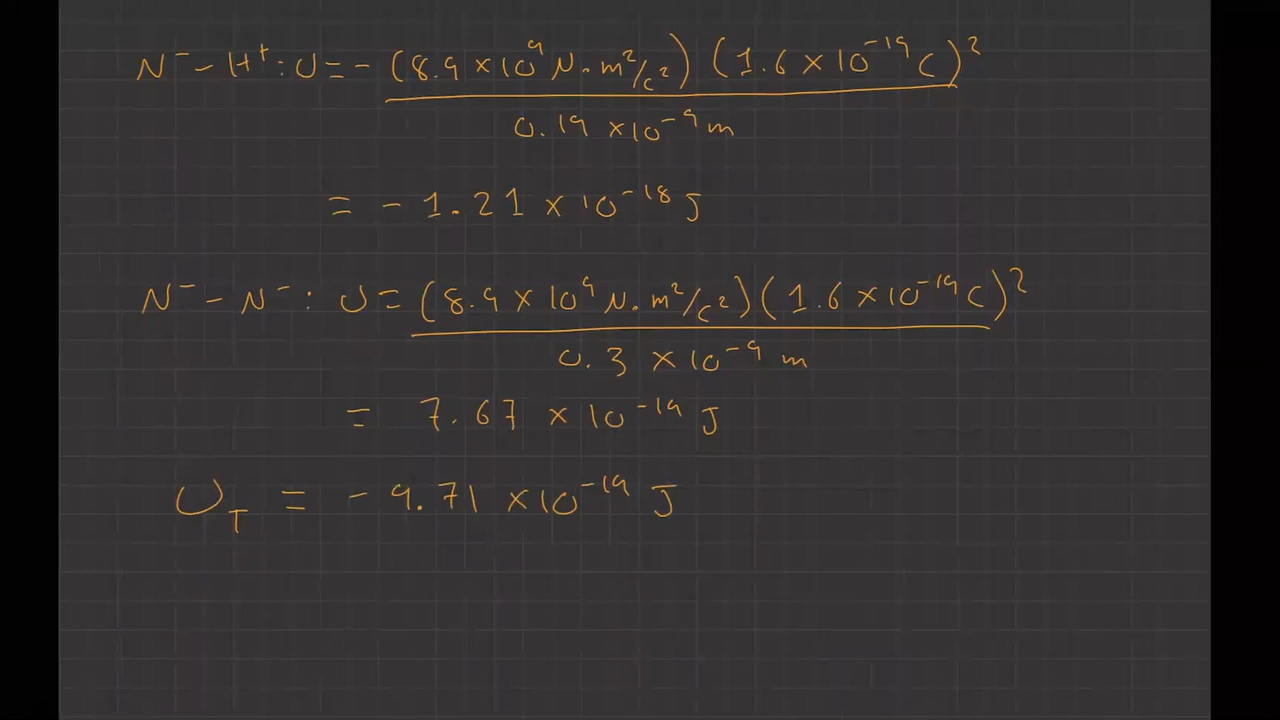 N⁻ – H⁺ : U = – (8.9 × 10⁹ N·m²/c²) (1.6 × 10⁻¹⁹ C)²
0.19 × 10⁻⁹ m
= – 1.21 × 10⁻¹⁸ J
N⁻ – N⁻ : U = (8.9 × 10⁹ N·m²/c²) (1.6 × 10⁻¹⁹ C)²
0.3 × 10⁻⁹ m
= 7.67 × 10⁻¹⁹ J
U_T = – 9.71 × 10⁻¹⁹ J